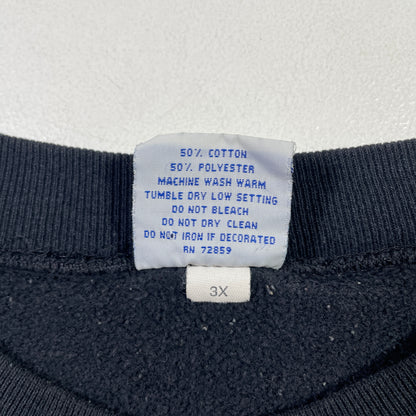 50% COTTON
50% POLYESTER
MACHINE WASH WARM
TUMBLE DRY LOW SETTING
DO NOT BLEACH
DO NOT DRY CLEAN
DO NOT IRON IF DECORATED
RN 72859
3X